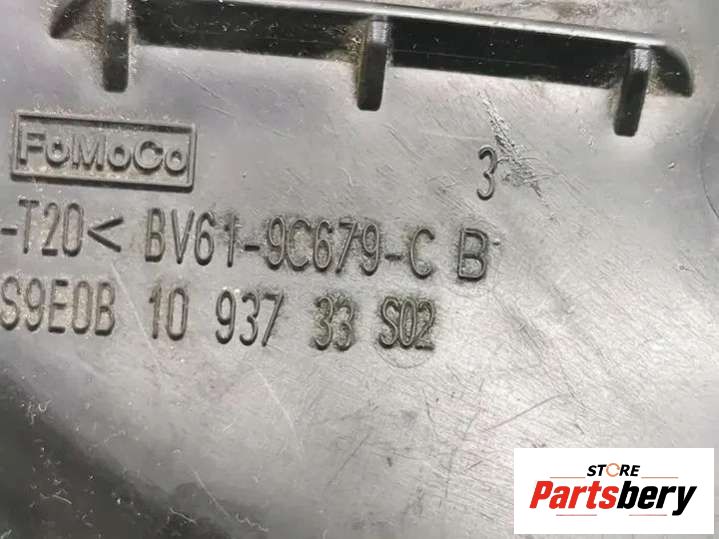 FoMoCo
3
-T20< BV61-9C679-C B
S9E0B 10 937 33 S02
STORE
Partsbery